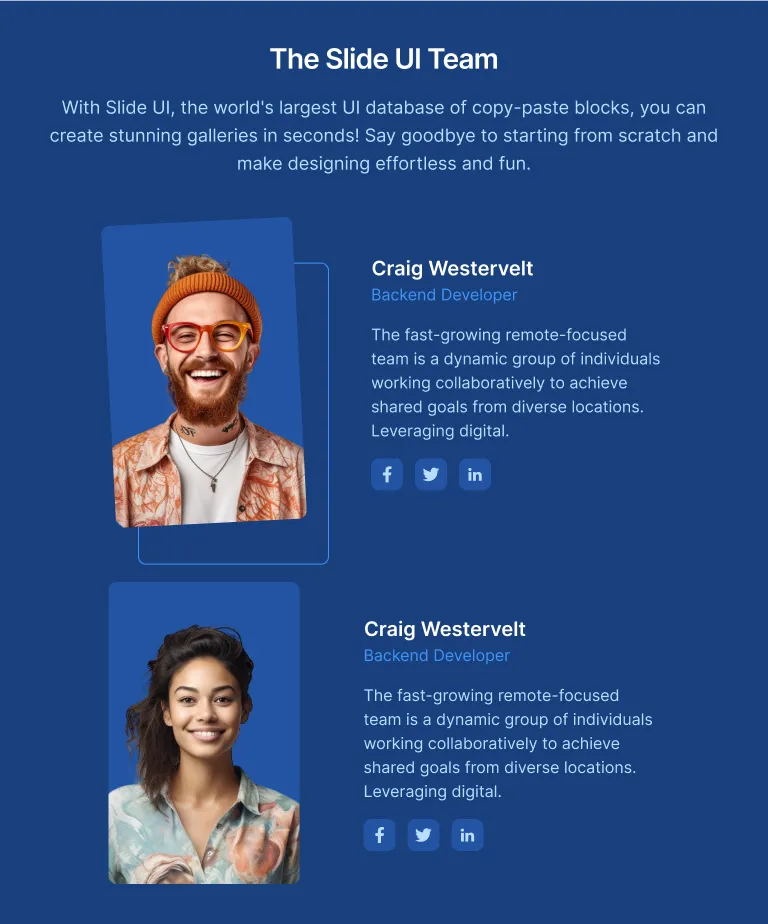 The Slide UI Team
With Slide UI, the world's largest UI database of copy-paste blocks, you can
create stunning galleries in seconds! Say goodbye to starting from scratch and
make designing effortless and fun.
Craig Westervelt
Backend Developer
The fast-growing remote-focused
team is a dynamic group of individuals
working collaboratively to achieve
shared goals from diverse locations.
Leveraging digital.
Craig Westervelt
Backend Developer
The fast-growing remote-focused
team is a dynamic group of individuals
working collaboratively to achieve
shared goals from diverse locations.
Leveraging digital.